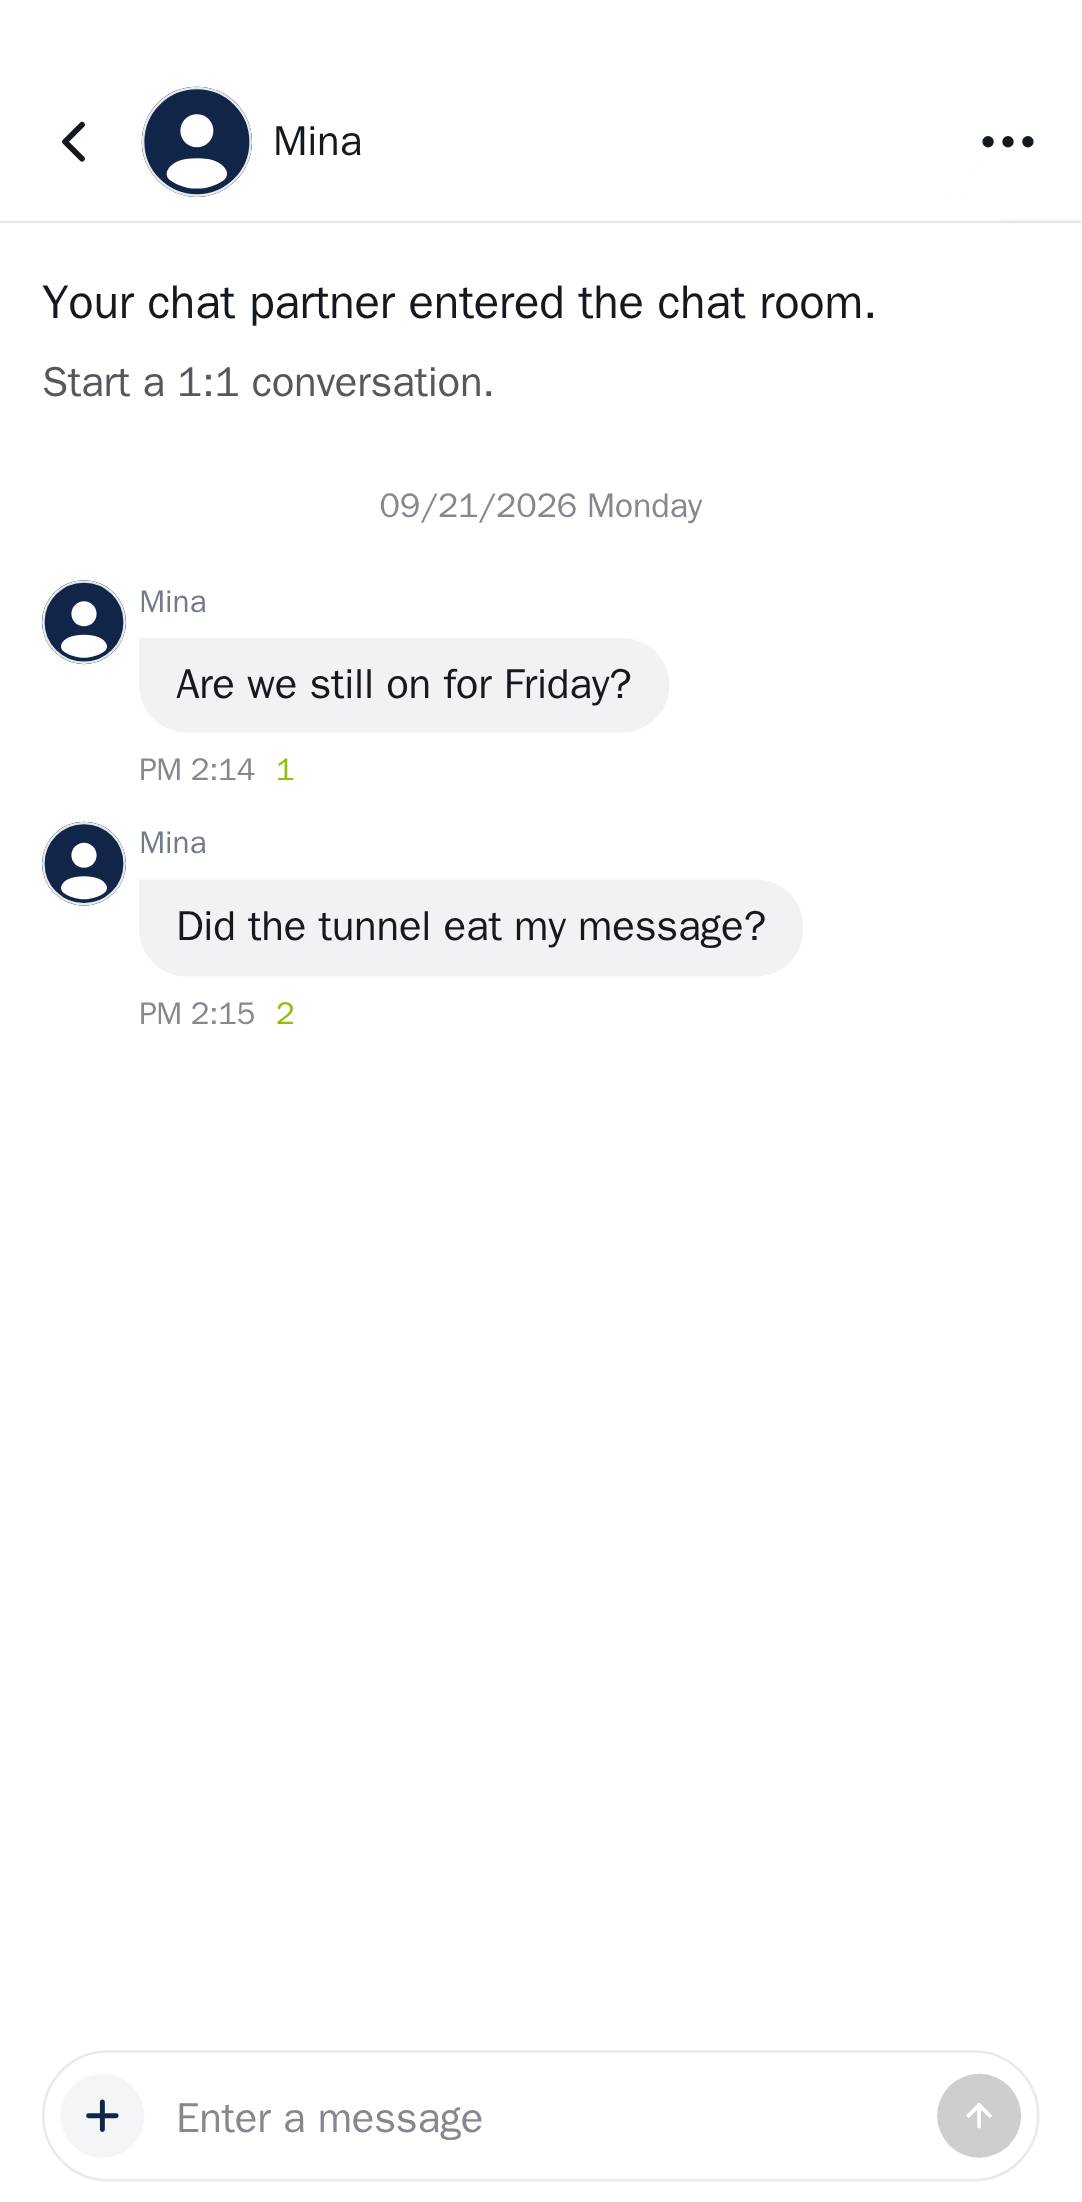 Mina
Your chat partner entered the chat room.
Start a 1:1 conversation.
09/21/2026 Monday
Mina
Are we still on for Friday?
PM 2:14 1
Mina
Did the tunnel eat my message?
PM 2:15 2
Enter a message